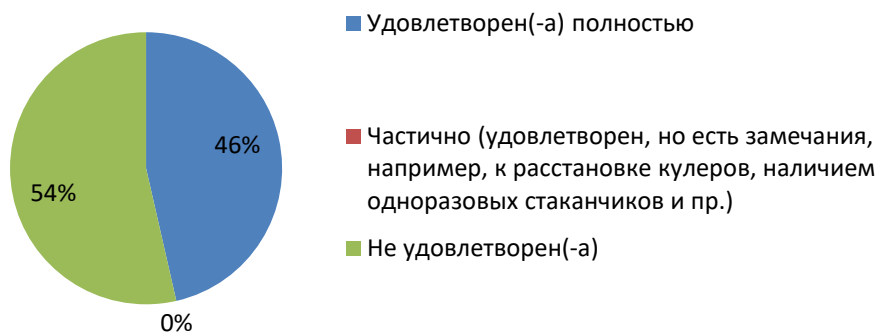 Удовлетворен(-а) полностью
46%
Частично (удовлетворен, но есть замечания,
например, к расстановке кулеров, наличием
одноразовых стаканчиков и пр.)
54%
Не удовлетворен(-а)
0%